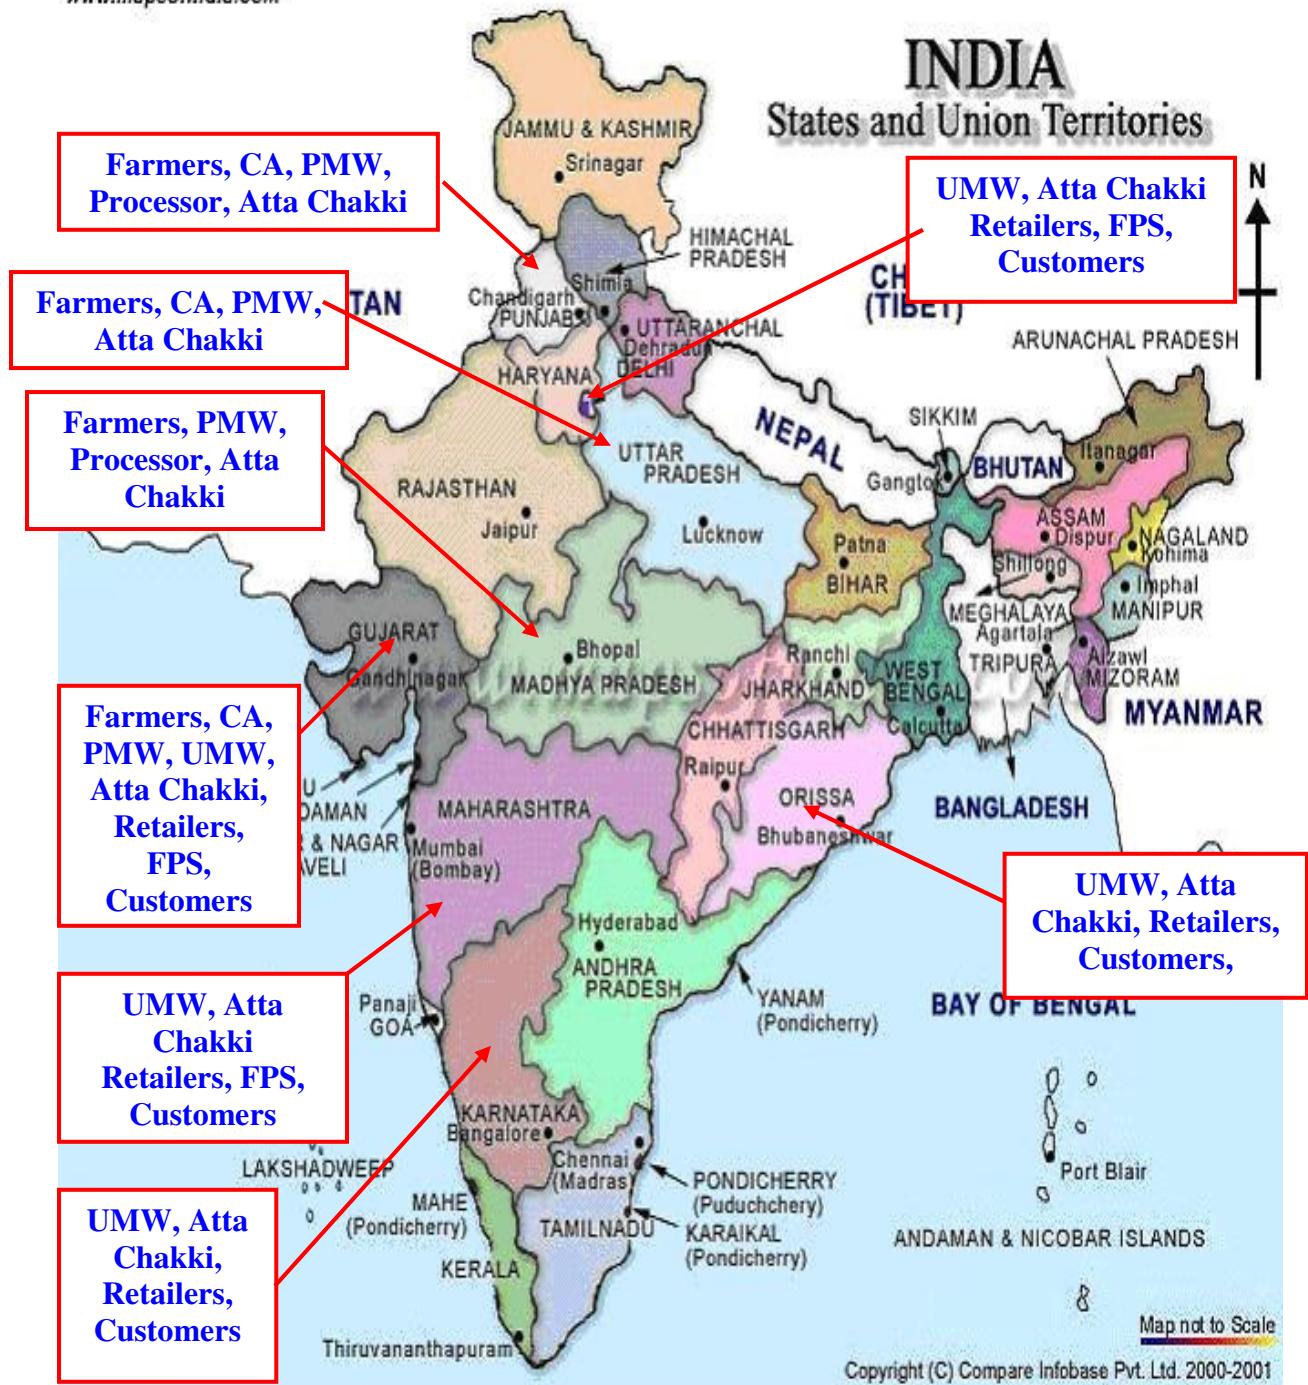 INDIA
States and Union Territories
N
JAMMU & KASHMIR
Srinagar
Farmers, CA, PMW,
Processor, Atta Chakki
UMW, Atta Chakki
Retailers, FPS,
Customers
HIMACHAL
PRADESH
Shimla
(TIBET)
Farmers, CA, PMW,
Atta Chakki
TAN
Chandigarh
PUNJAB
UTTARANCHAL
Dehradun
DELHI
HARYANA
ARUNACHAL PRADESH
Farmers, PMW,
Processor, Atta
Chakki
NEPAL
SIKKIM
Gangtok
BHUTAN
Itanagar
UTTAR
PRADESH
Lucknow
RAJASTHAN
Jaipur
Patna
BIHAR
ASSAM
Dispur
NAGALAND
Kohima
Shillong
Imphal
MANIPUR
MEGHALAYA
Agartala
TRIPURA
Aizawl
MIZORAM
MYANMAR
GUJARAT
Gandhinagar
Bhopal
MADHYA PRADESH
Ranchi
JHARKHAND
WEST
BENGAL
Calcutta
Farmers, CA,
PMW, UMW,
Atta Chakki,
Retailers,
FPS,
Customers
CHHATTISGARH
Raipur
ORISSA
Bhubaneshwar
BANGLADESH
U
DAMAN
R & NAGAR
AVELI
MAHARASHTRA
Mumbai
(Bombay)
UMW, Atta
Chakki, Retailers,
Customers,
Hyderabad
ANDHRA
PRADESH
YANAM
(Pondicherry)
BAY OF BENGAL
UMW, Atta
Chakki
Retailers, FPS,
Customers
Panaji
GOA
KARNATAKA
Bangalore
Chennai
(Madras)
PONDICHERRY
(Puduchchery)
KARAIKAL
(Pondicherry)
LAKSHADWEEP
MAHE
(Pondicherry)
TAMILNADU
KERALA
Thiruvananthapuram
UMW, Atta
Chakki,
Retailers,
Customers
Port Blair
ANDAMAN & NICOBAR ISLANDS
Map not to Scale
Copyright (C) Compare Infobase Pvt. Ltd. 2000-2001